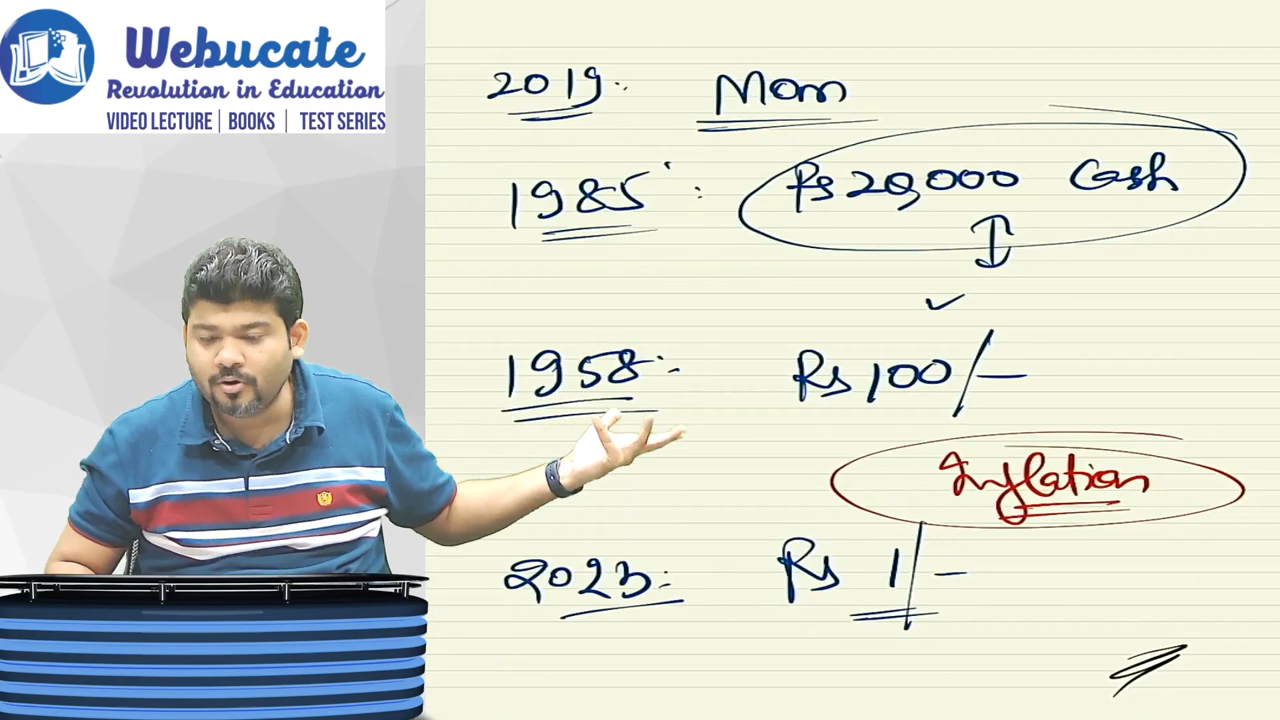 Webucate
Revolution in Education
VIDEO LECTURE | BOOKS | TEST SERIES
2019: Mom
1985: Rs 20,000 Cash
1958: Rs 100/-
Inflation
2023: Rs 1/-